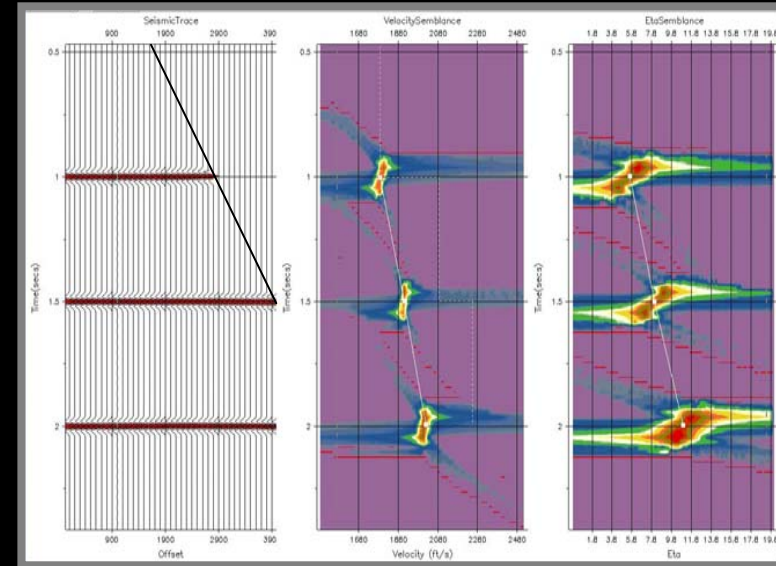 SeismicTrace
900 1900 2900 390
0.5
1
1.5
2
Time(secs)
900 1900 2900 390
Offset
VelocitySemblance
1680 1880 2080 2280 2480
0.5
1
1.5
2
Time(secs)
1680 1880 2080 2280 2480
Velocity (ft/s)
EtaSemblance
1.8 3.8 5.8 7.8 9.8 11.8 13.8 15.8 17.8 19.8
0.5
1
1.5
2
Time(secs)
1.8 3.8 5.8 7.8 9.8 11.8 13.8 15.8 17.8 19.8
Eta